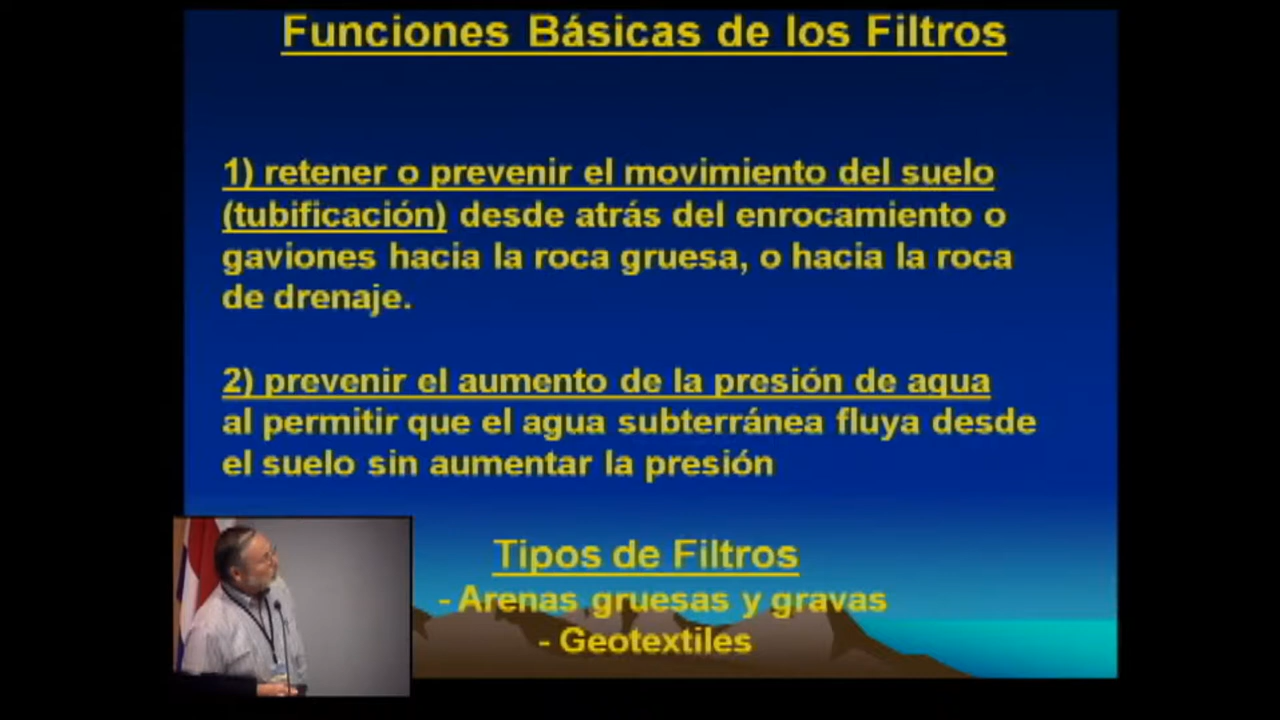 Funciones Básicas de los Filtros
1) retener o prevenir el movimiento del suelo
(tubificación) desde atrás del enrocamiento o
gaviones hacia la roca gruesa, o hacia la roca
de drenaje.
2) prevenir el aumento de la presión de agua
al permitir que el agua subterránea fluya desde
el suelo sin aumentar la presión
Tipos de Filtros
- Arenas gruesas y gravas
- Geotextiles